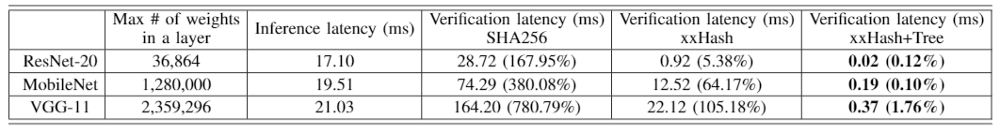 Max # of weights in a layer | Inference latency (ms) | Verification latency (ms) SHA256 | Verification latency (ms) xxHash | Verification latency (ms) xxHash+Tree
ResNet-20 | 36,864 | 17.10 | 28.72 (167.95%) | 0.92 (5.38%) | 0.02 (0.12%)
MobileNet | 1,280,000 | 19.51 | 74.29 (380.08%) | 12.52 (64.17%) | 0.19 (0.10%)
VGG-11 | 2,359,296 | 21.03 | 164.20 (780.79%) | 22.12 (105.18%) | 0.37 (1.76%)